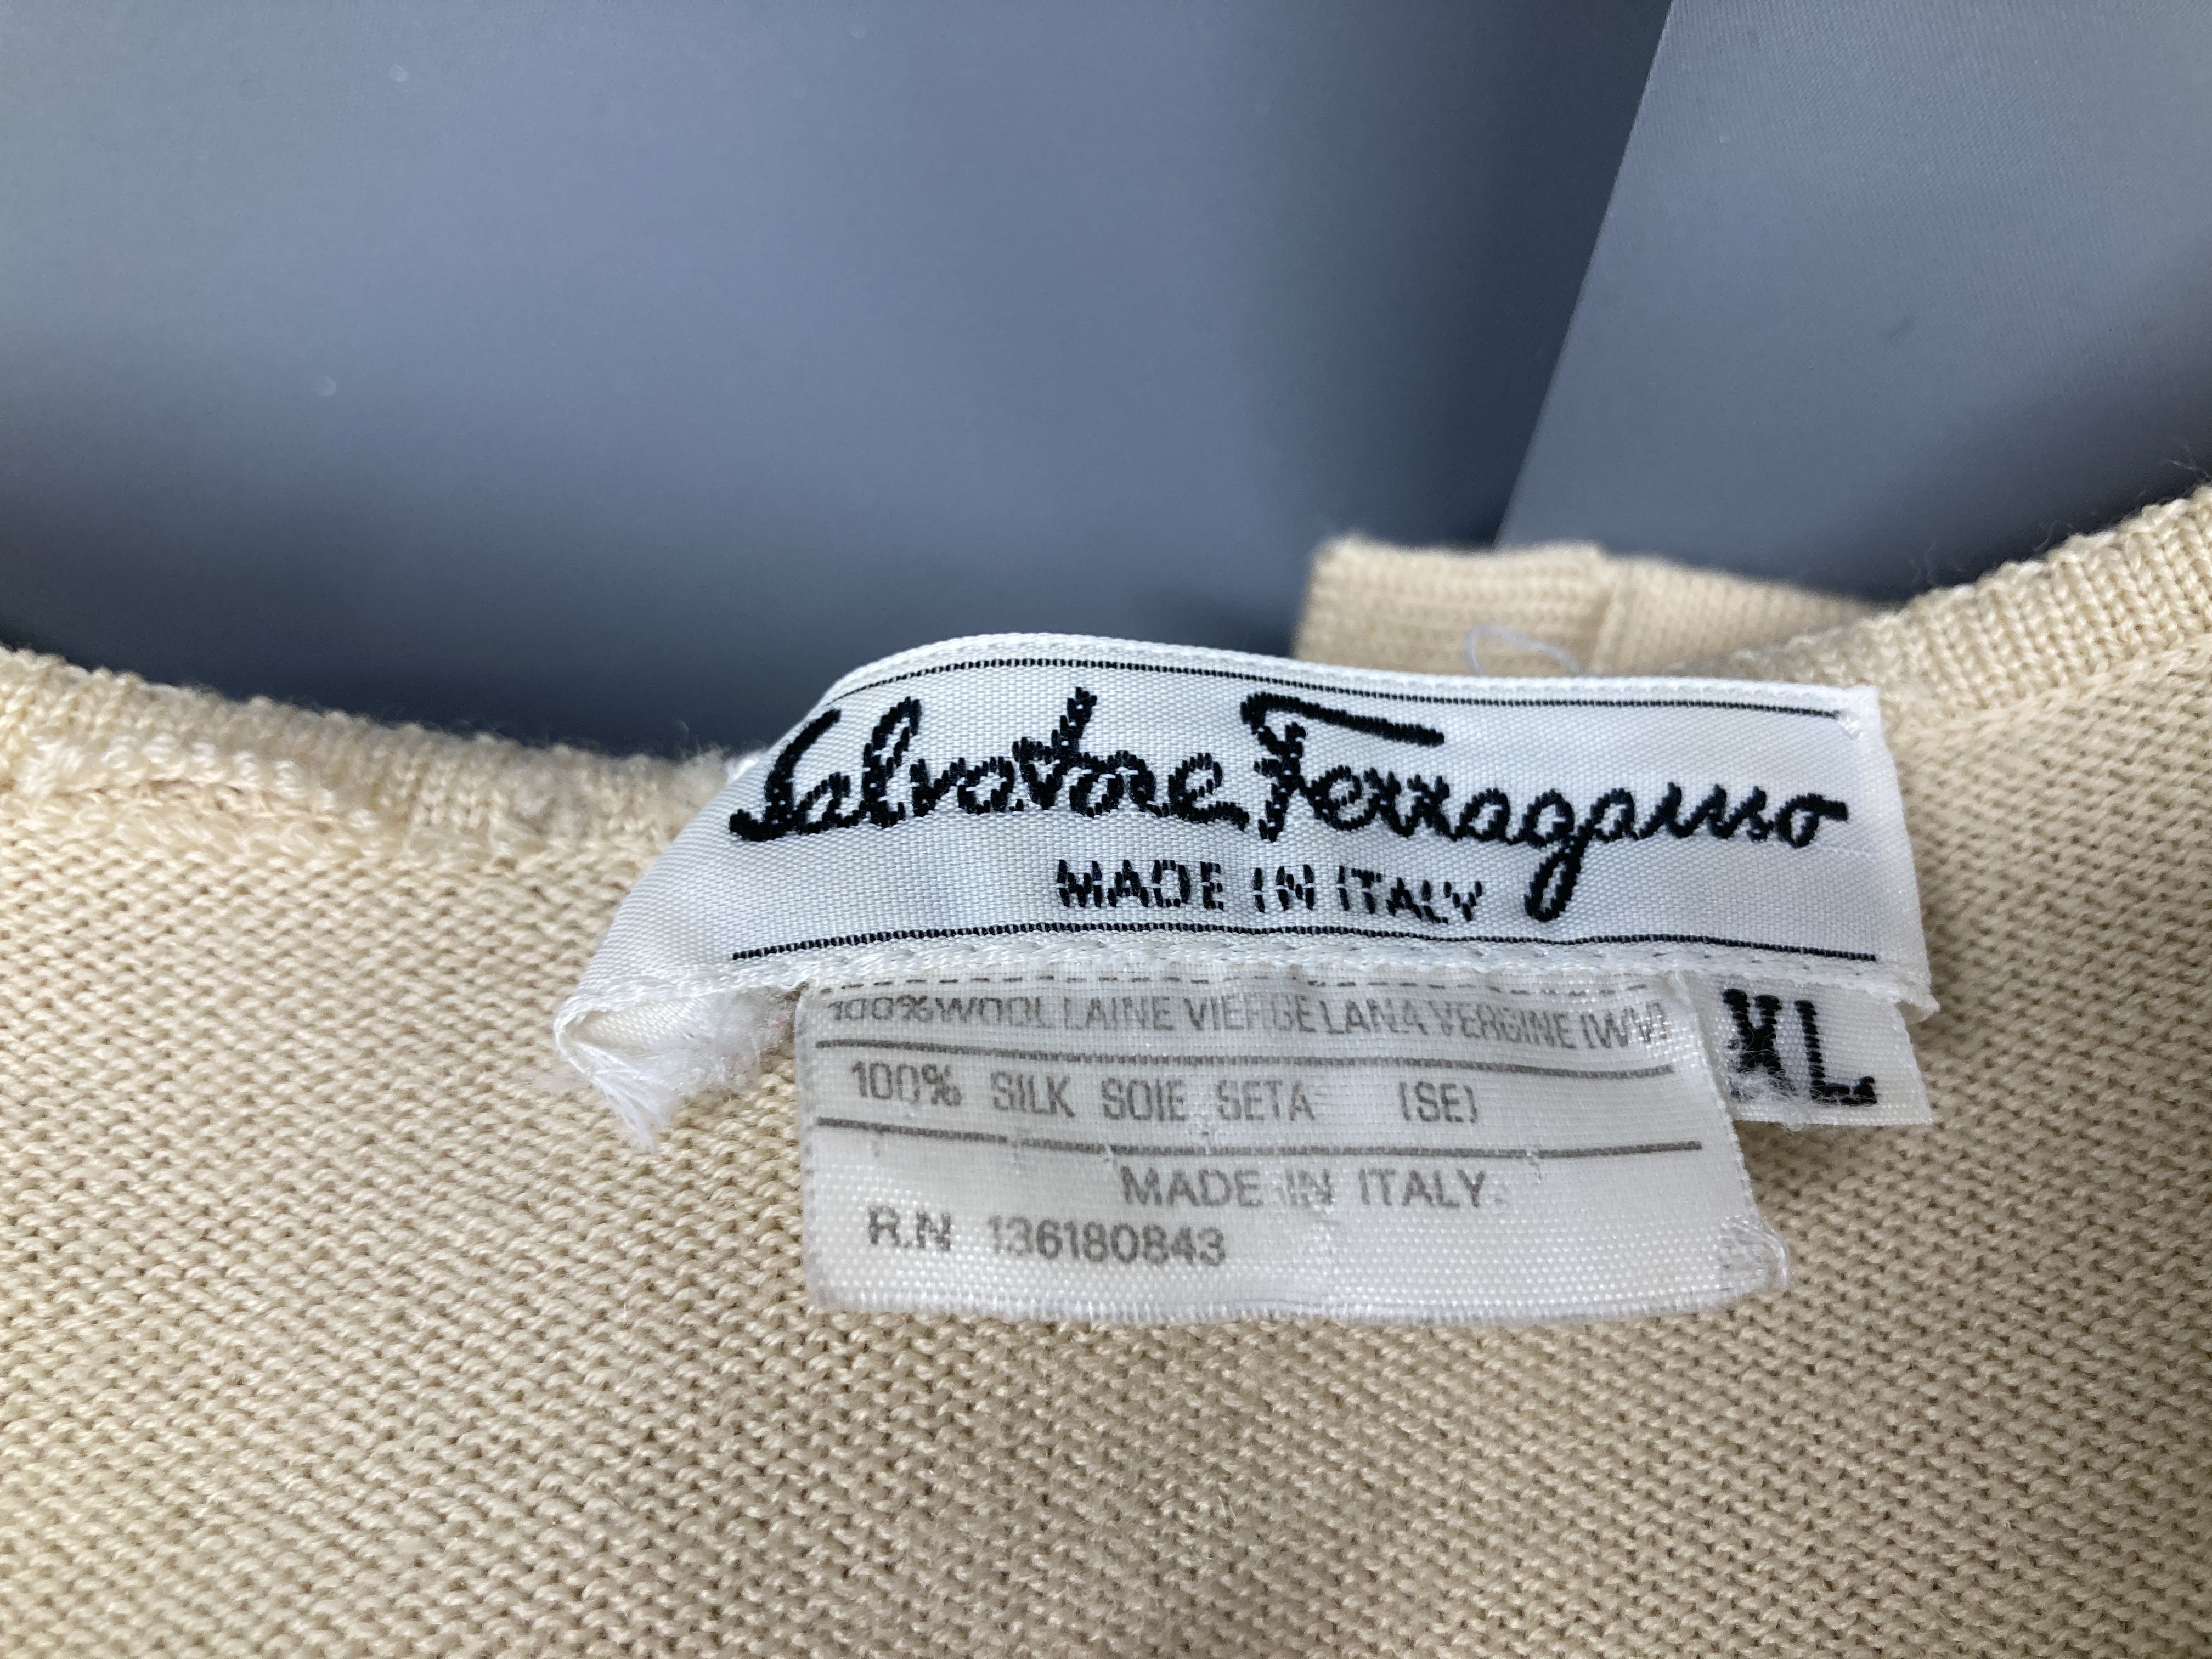 Salvatore Ferragamo
MADE IN ITALY
XL
100% WOOL LAINE VIERGE LANA VERGINE (WV)
100% SILK SOIE SETA (SE)
MADE IN ITALY
R.N 136180843